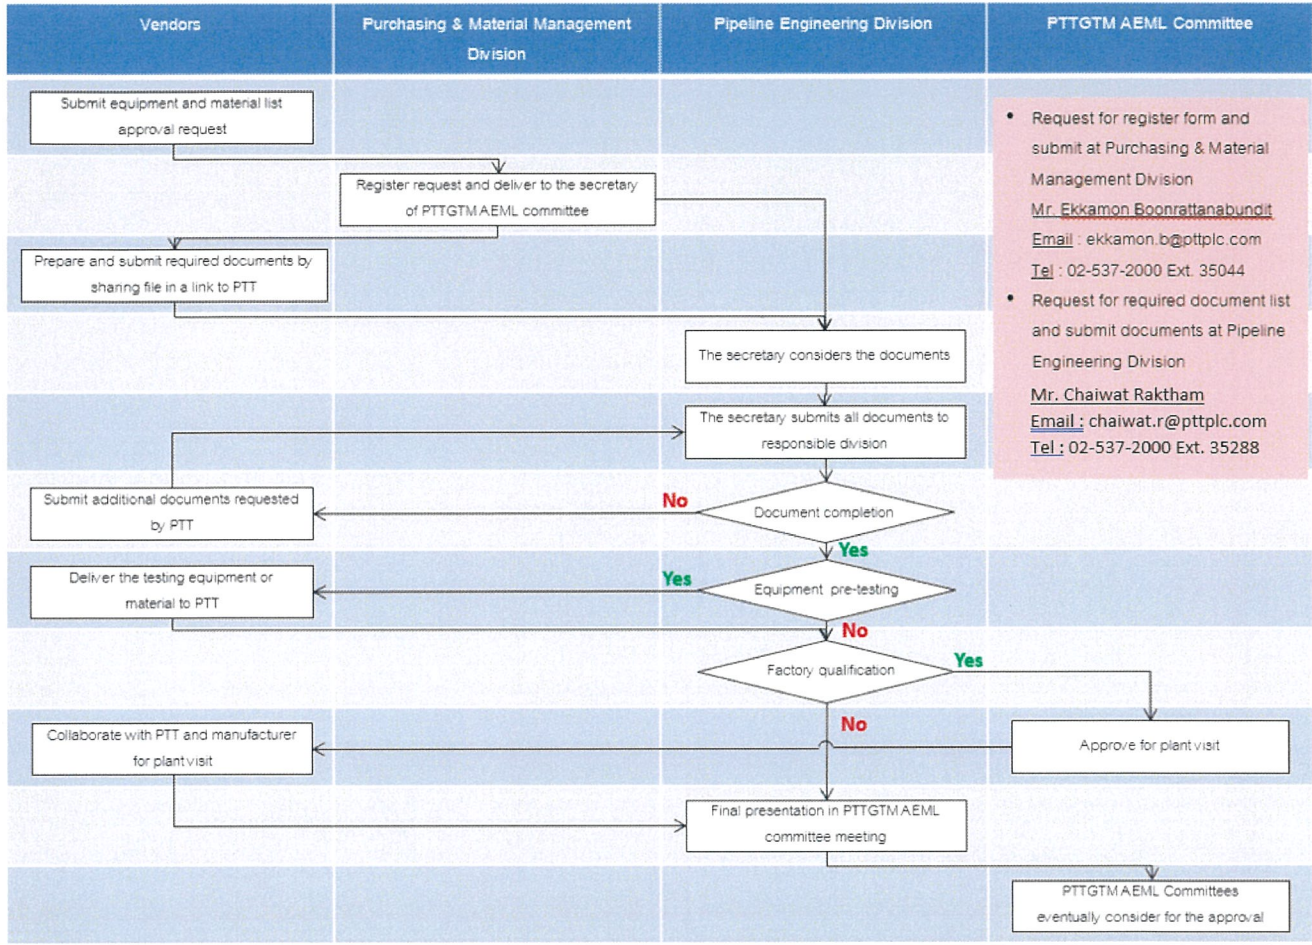 Vendors
Purchasing & Material Management
Division
Pipeline Engineering Division
PTTGTM AEML Committee
Submit equipment and material list
approval request
Register request and deliver to the secretary
of PTTGTM AEML committee
Prepare and submit required documents by
sharing file in a link to PTT
The secretary considers the documents
The secretary submits all documents to
responsible division
Submit additional documents requested
by PTT
No
Document completion
Yes
Deliver the testing equipment or
material to PTT
Yes
Equipment pre-testing
No
Factory qualification
Yes
No
Collaborate with PTT and manufacturer
for plant visit
Approve for plant visit
Final presentation in PTTGTM AEML
committee meeting
PTTGTM AEML Committees
eventually consider for the approval
• Request for register form and
submit at Purchasing & Material
Management Division
Mr. Ekkamon Boonrattanabundit
Email : ekkamon.b@pttplc.com
Tel : 02-537-2000 Ext. 35044
• Request for required document list
and submit documents at Pipeline
Engineering Division
Mr. Chaiwat Raktham
Email : chaiwat.r@pttplc.com
Tel : 02-537-2000 Ext. 35288